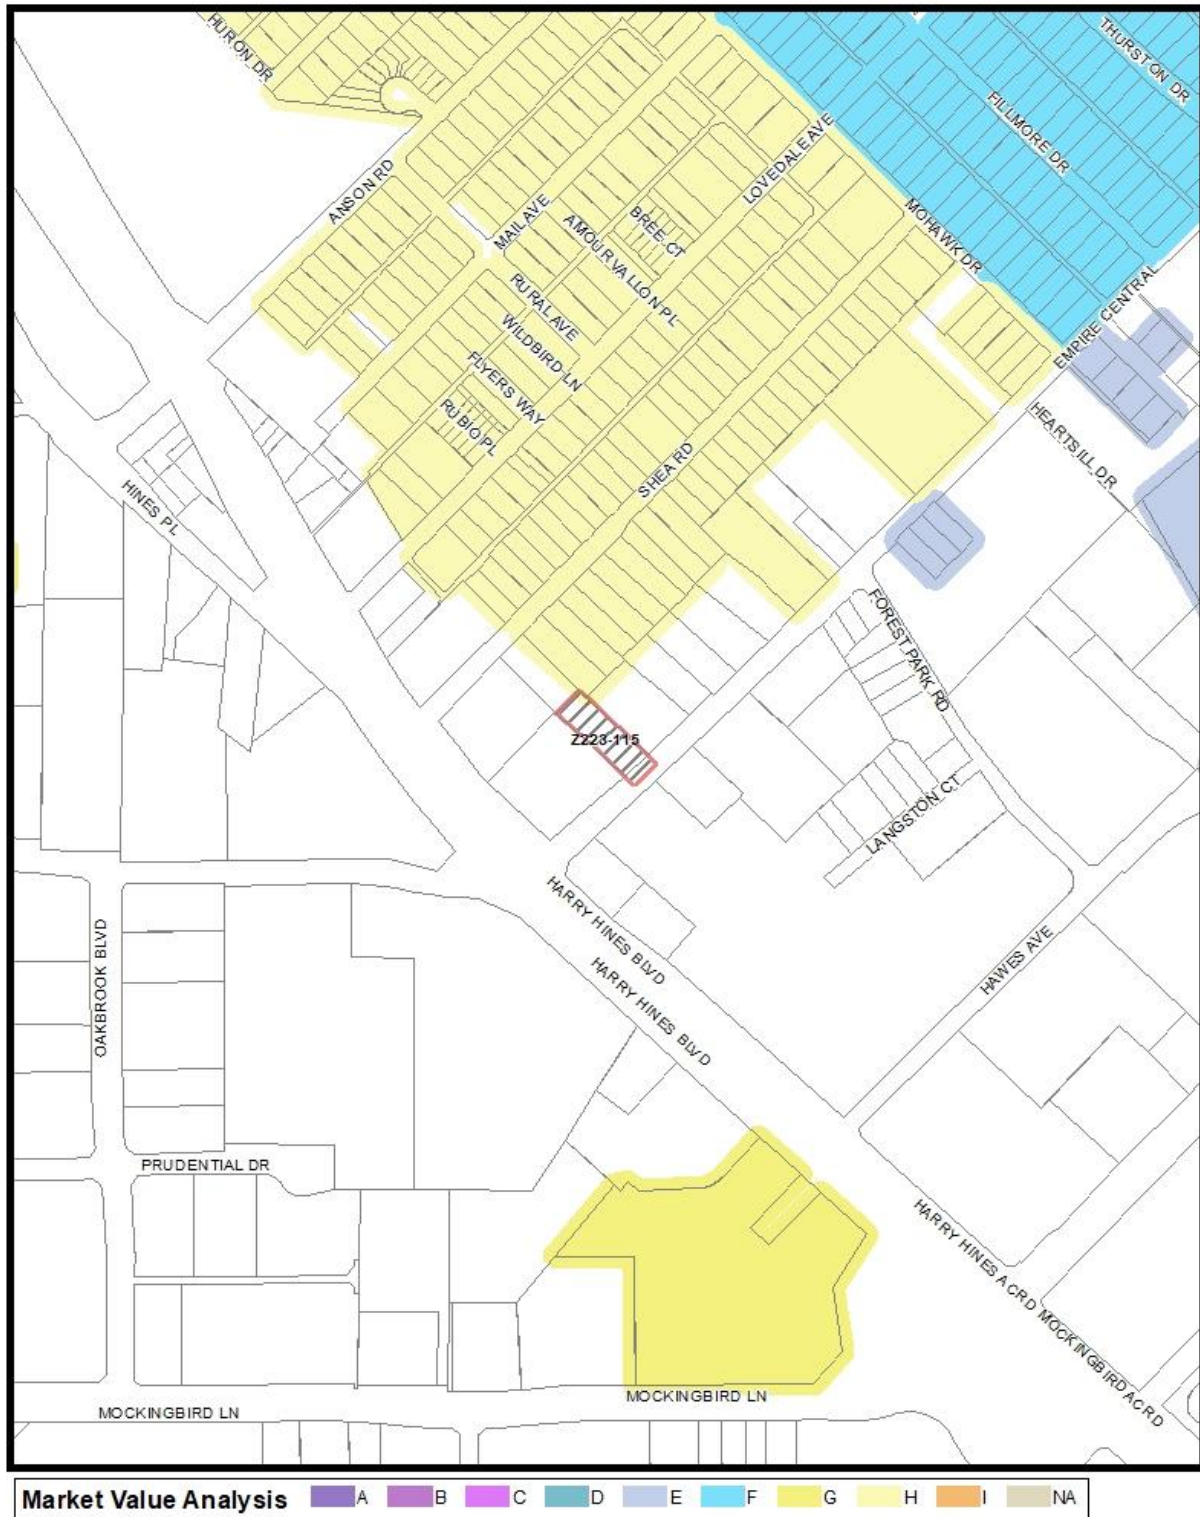 HURON DR
THURSTON DR
FILLMORE DR
LOVEDALE AVE
ANSON RD
MAIL AVE
BREE CT
AMOUR VALLON PL
MOHAWK DR
RURAL AVE
WILDBIRD LN
EMPIRE CENTRAL
FLYERS WAY
RUBIO PL
HEARTSILL DR
SHEA RD
HINES PL
FOREST PARK RD
Z223-115
LANGSTON CT
HARRY HINES BLVD
HARRY HINES BLVD
OAKBROOK BLVD
HAWES AVE
PRUDENTIAL DR
HARRY HINES ACRD MOCKINGBIRD ACRD
MOCKINGBIRD LN
MOCKINGBIRD LN
Market Value Analysis A B C D E F G H I NA